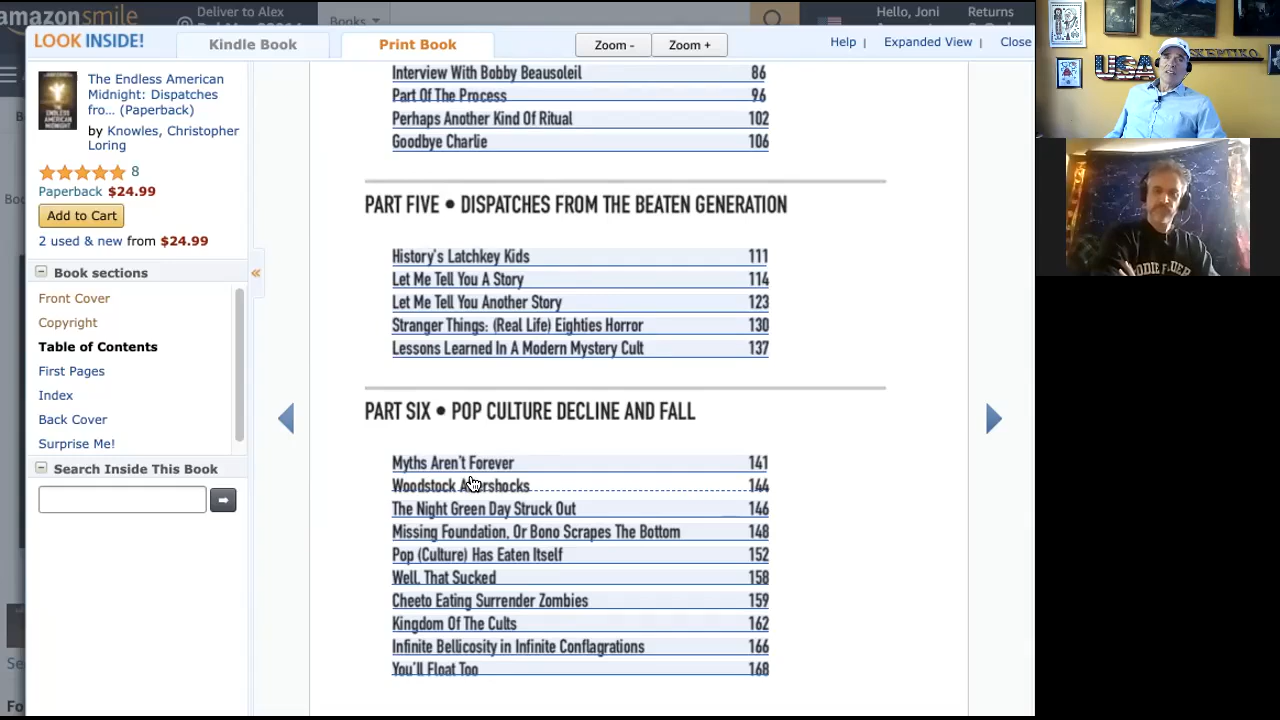 amazonsmile
Deliver to Alex
Books
Hello, Joni
Returns
LOOK INSIDE!
Kindle Book
Print Book
Zoom -
Zoom +
Help
Expanded View
Close
The Endless American
Midnight: Dispatches
fro... (Paperback)
by Knowles, Christopher
Loring
8
Paperback $24.99
Add to Cart
2 used & new from $24.99
Book sections
Front Cover
Copyright
Table of Contents
First Pages
Index
Back Cover
Surprise Me!
Search Inside This Book
Interview With Bobby Beausoleil 86
Part Of The Process 96
Perhaps Another Kind Of Ritual 102
Goodbye Charlie 106
PART FIVE • DISPATCHES FROM THE BEATEN GENERATION
History's Latchkey Kids 111
Let Me Tell You A Story 114
Let Me Tell You Another Story 123
Stranger Things: (Real Life) Eighties Horror 130
Lessons Learned In A Modern Mystery Cult 137
PART SIX • POP CULTURE DECLINE AND FALL
Myths Aren't Forever 141
Woodstock Aftershocks 144
The Night Green Day Struck Out 146
Missing Foundation, Or Bono Scrapes The Bottom 148
Pop (Culture) Has Eaten Itself 152
Well, That Sucked 158
Cheeto Eating Surrender Zombies 159
Kingdom Of The Cults 162
Infinite Bellicosity in Infinite Conflagrations 166
You'll Float Too 168
USA
SKEPTIKO